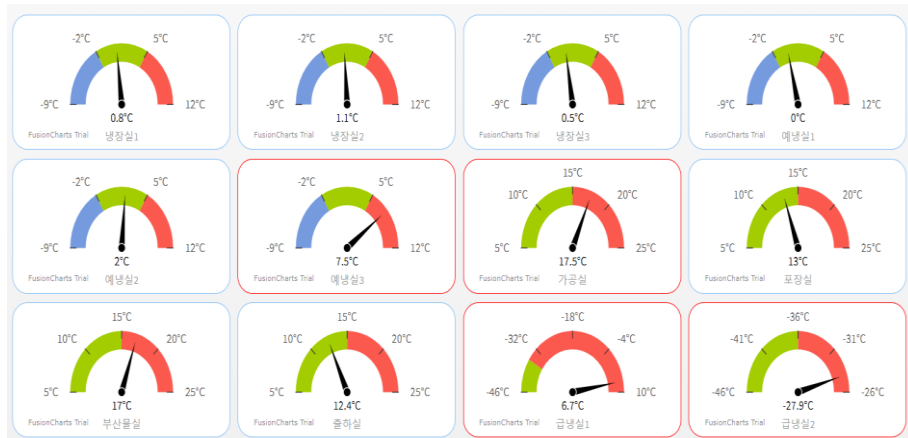 -2°C 5°C
-9°C 12°C
0.8°C
FusionCharts Trial 냉장실1
-2°C 5°C
-9°C 12°C
1.1°C
FusionCharts Trial 냉장실2
-2°C 5°C
-9°C 12°C
0.5°C
FusionCharts Trial 냉장실3
-2°C 5°C
-9°C 12°C
0°C
FusionCharts Trial 예냉실1
-2°C 5°C
-9°C 12°C
2°C
FusionCharts Trial 예냉실2
-2°C 5°C
-9°C 12°C
7.5°C
FusionCharts Trial 예냉실3
15°C
10°C 20°C
5°C 25°C
17.5°C
FusionCharts Trial 가공실
15°C
10°C 20°C
5°C 25°C
13°C
FusionCharts Trial 포장실
15°C
10°C 20°C
5°C 25°C
17°C
FusionCharts Trial 부산물실
15°C
10°C 20°C
5°C 25°C
12.4°C
FusionCharts Trial 출하실
-18°C
-32°C -4°C
-46°C 10°C
6.7°C
FusionCharts Trial 급냉실1
-36°C
-41°C -31°C
-46°C -26°C
-27.9°C
FusionCharts Trial 급냉실2